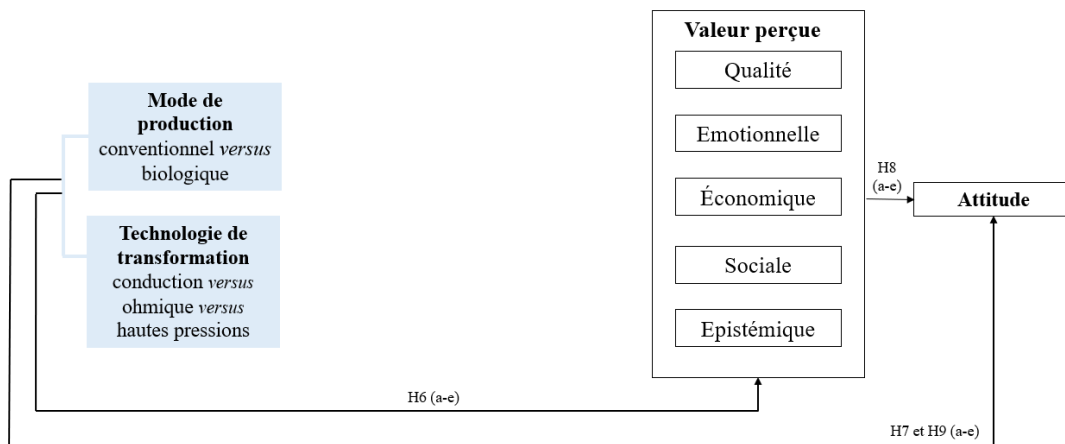 Mode de
production
conventionnel versus
biologique
Technologie de
transformation
conduction versus
ohmique versus
hautes pressions
Valeur perçue
Qualité
Emotionnelle
Économique
Sociale
Epistémique
H8
(a-e)
Attitude
H6 (a-e)
H7 et H9 (a-e)